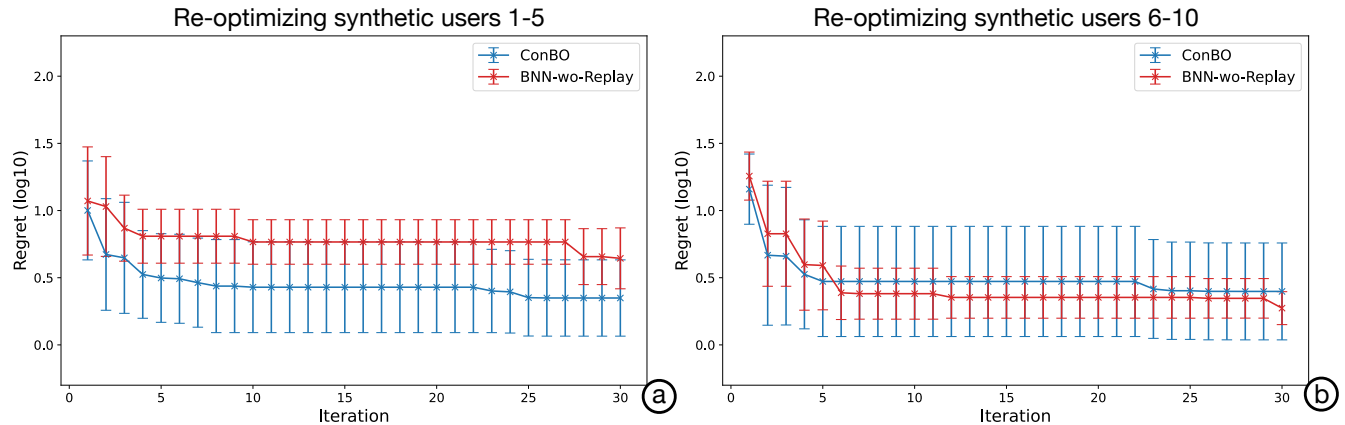 Re-optimizing synthetic users 1-5
ConBO
BNN-wo-Replay
2.0
1.5
1.0
0.5
0.0
Regret (log10)
0 5 10 15 20 25 30
Iteration
a
Re-optimizing synthetic users 6-10
ConBO
BNN-wo-Replay
2.0
1.5
1.0
0.5
0.0
Regret (log10)
0 5 10 15 20 25 30
Iteration
b